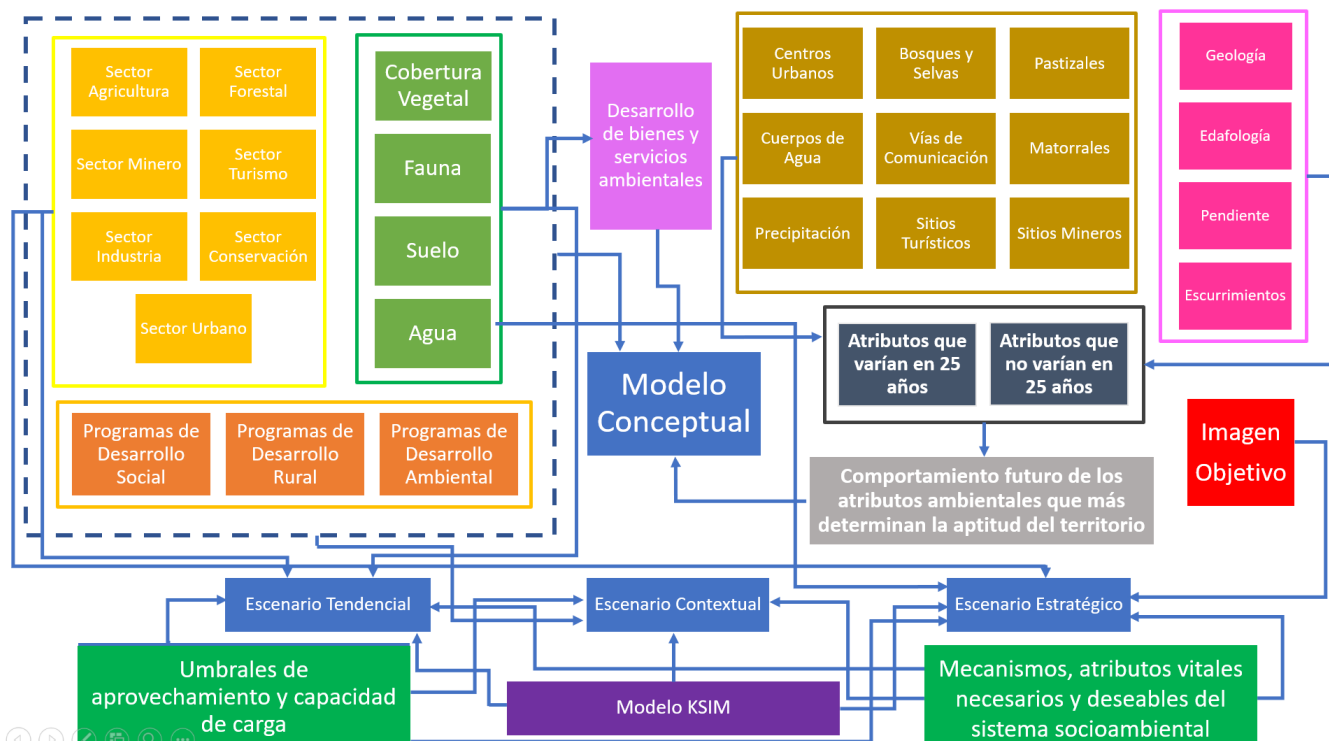 Sector
Agricultura
Sector
Forestal
Sector Minero
Sector
Turismo
Sector
Industria
Sector
Conservación
Sector Urbano
Cobertura
Vegetal
Fauna
Suelo
Agua
Programas de
Desarrollo
Social
Programas de
Desarrollo
Rural
Programas de
Desarrollo
Ambiental
Desarrollo
de bienes y
servicios
ambientales
Modelo
Conceptual
Centros
Urbanos
Bosques y
Selvas
Pastizales
Cuerpos de
Agua
Vías de
Comunicación
Matorrales
Precipitación
Sitios
Turísticos
Sitios Mineros
Geología
Edafología
Pendiente
Escurrimientos
Atributos que
varían en 25
años
Atributos que
no varían en
25 años
Comportamiento futuro de los
atributos ambientales que más
determinan la aptitud del territorio
Imagen
Objetivo
Escenario Tendencial
Escenario Contextual
Escenario Estratégico
Umbrales de
aprovechamiento y capacidad
de carga
Modelo KSIM
Mecanismos, atributos vitales
necesarios y deseables del
sistema socioambiental